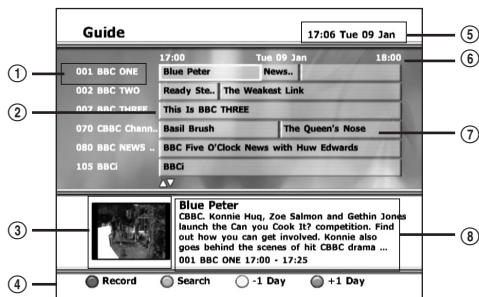 Guide
17:06 Tue 09 Jan
17:00 Tue 09 Jan 18:00
001 BBC ONE Blue Peter News..
002 BBC TWO Ready Ste.. The Weakest Link
007 BBC THREE This Is BBC THREE
070 CBBC Chann.. Basil Brush The Queen's Nose
080 BBC NEWS .. BBC Five O'Clock News with Huw Edwards
105 BBCi BBCi
Blue Peter
CBBC. Konnie Huq, Zoe Salmon and Gethin Jones
launch the Can you Cook It? competition. Find
out how you can get involved. Konnie also
goes behind the scenes of hit CBBC drama ...
001 BBC ONE 17:00 - 17:25
Record Search -1 Day +1 Day
1
2
3
4
5
6
7
8